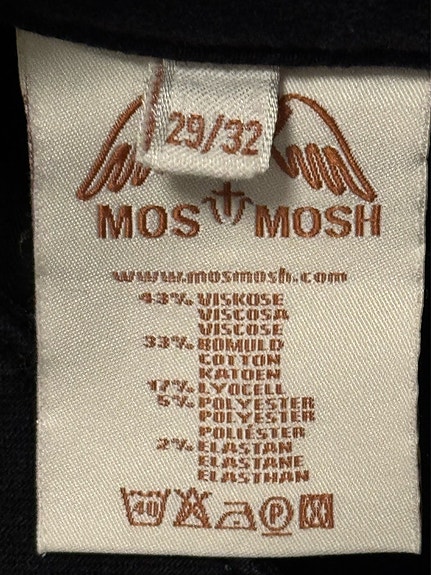 29/32
MOS MOSH
www.mosmosh.com
43% VISKOSE
VISCOSA
VISCOSE
33% BOMULD
COTTON
KATOEN
17% LYOCELL
5% POLYESTER
POLYESTER
POLIÉSTER
2% ELASTAN
ELASTANE
ELASTHAN
40 P